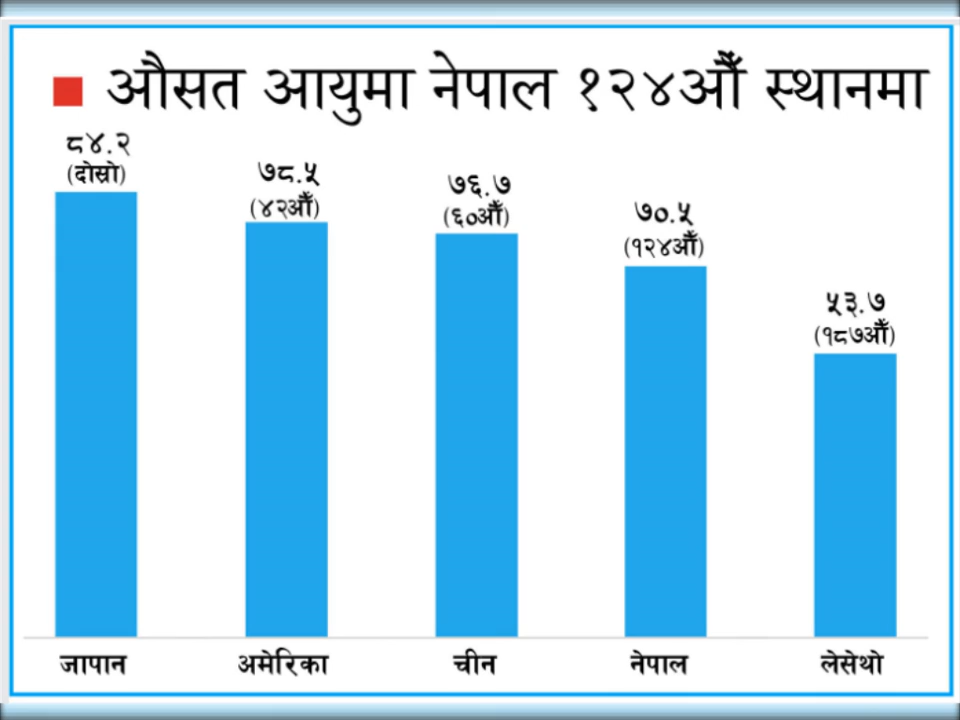 औसत आयुमा नेपाल १२४औँ स्थानमा
८४.२
(दोस्रो)
७८.५
(४२औँ)
७६.७
(६०औँ)
७०.५
(१२४औँ)
५३.७
(१८७औँ)
जापान
अमेरिका
चीन
नेपाल
लेसेथो